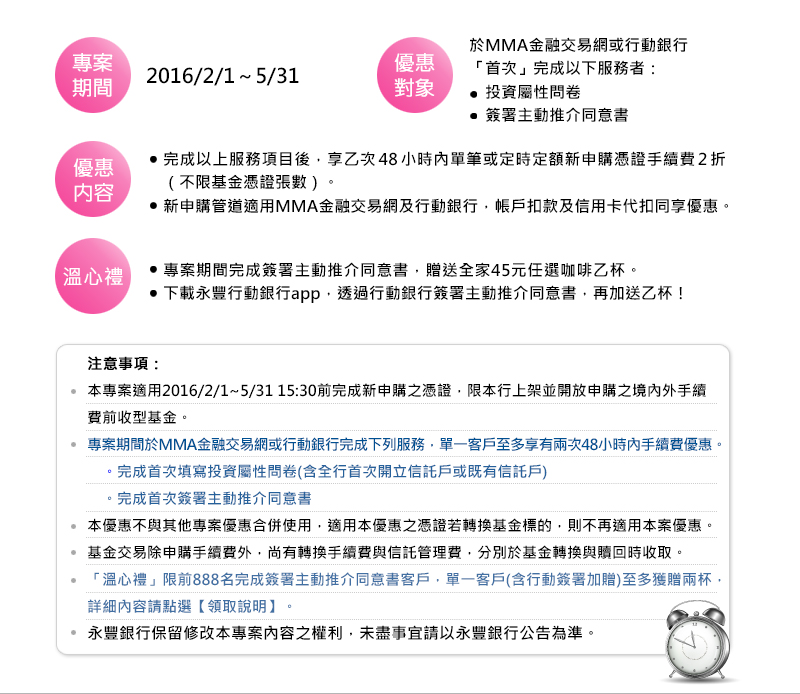 專案
期間
2016/2/1~5/31
優惠
對象
於MMA金融交易網或行動銀行
「首次」完成以下服務者：
● 投資屬性問卷
● 簽署主動推介同意書
優惠
内容
● 完成以上服務項目後，享乙次48小時內單筆或定時定額新申購憑證手續費2折
（不限基金憑證張數）。
● 新申購管道適用MMA金融交易網及行動銀行，帳戶扣款及信用卡代扣同享優惠。
溫心禮
● 專案期間完成簽署主動推介同意書，贈送全家45元任選咖啡乙杯。
● 下載永豐行動銀行app，透過行動銀行簽署主動推介同意書，再加送乙杯！
注意事項：
● 本專案適用2016/2/1~5/31 15:30前完成新申購之憑證，限本行上架並開放申購之境內外手續
費前收型基金。
● 專案期間於MMA金融交易網或行動銀行完成下列服務，單一客戶至多享有兩次48小時內手續費優惠。
◦完成首次填寫投資屬性問卷(含全行首次開立信託戶或既有信託戶)
◦完成首次簽署主動推介同意書
● 本優惠不與其他專案優惠合併使用，適用本優惠之憑證若轉換基金標的，則不再適用本案優惠。
● 基金交易除申購手續費外，尚有轉換手續費與信託管理費，分別於基金轉換與贖回時收取。
● 「溫心禮」限前888名完成簽署主動推介同意書客戶，單一客戶(含行動簽署加贈)至多獲贈兩杯，
詳細內容請點選【領取說明】。
● 永豐銀行保留修改本專案內容之權利，未盡事宜請以永豐銀行公告為準。